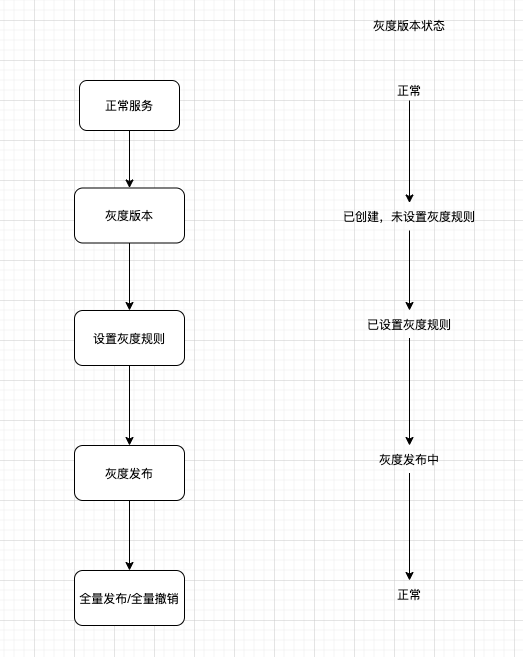 灰度版本状态
正常服务
灰度版本
设置灰度规则
灰度发布
全量发布/全量撤销
正常
已创建，未设置灰度规则
已设置灰度规则
灰度发布中
正常